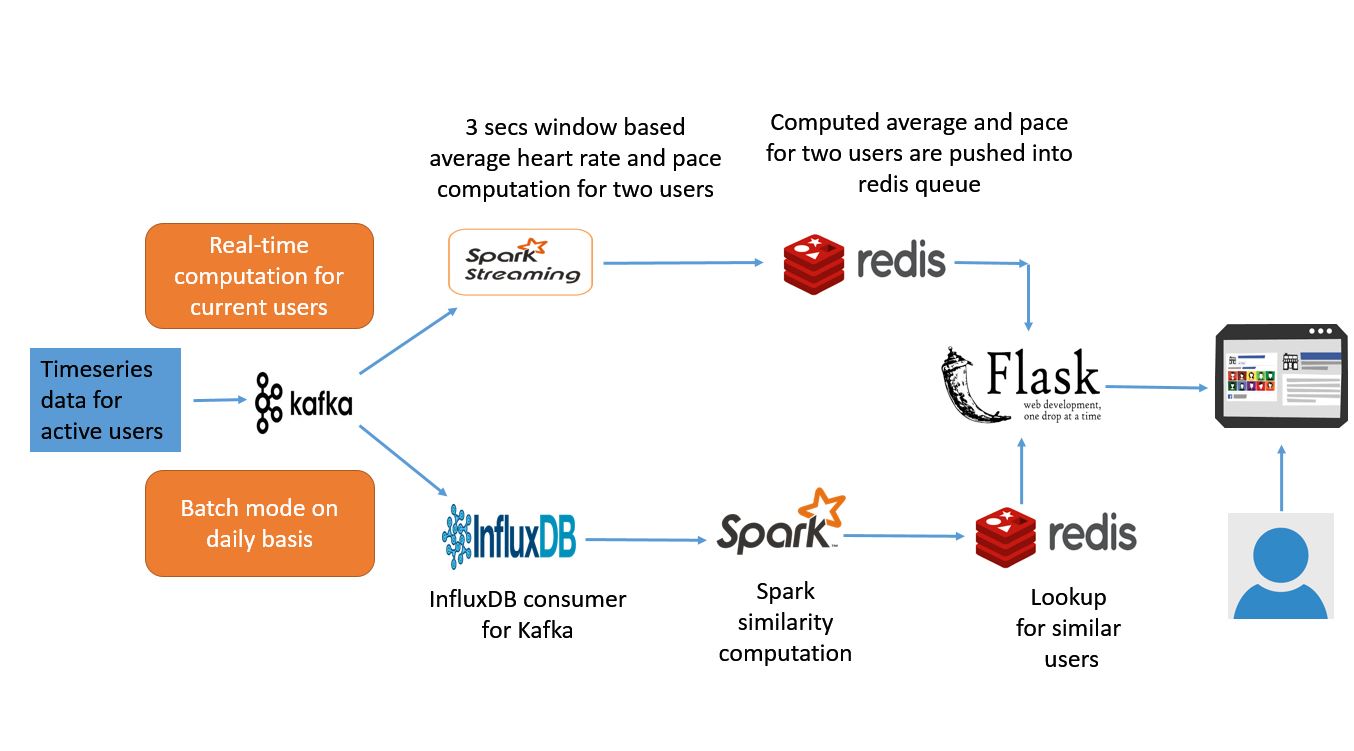 3 secs window based
average heart rate and pace
computation for two users
Computed average and pace
for two users are pushed into
redis queue
Real-time
computation for
current users
Spark
Streaming
redis
Timeseries
data for
active users
kafka
Flask
web development,
one drop at a time
Batch mode on
daily basis
InfluxDB
Spark
redis
InfluxDB consumer
for Kafka
Spark
similarity
computation
Lookup
for similar
users